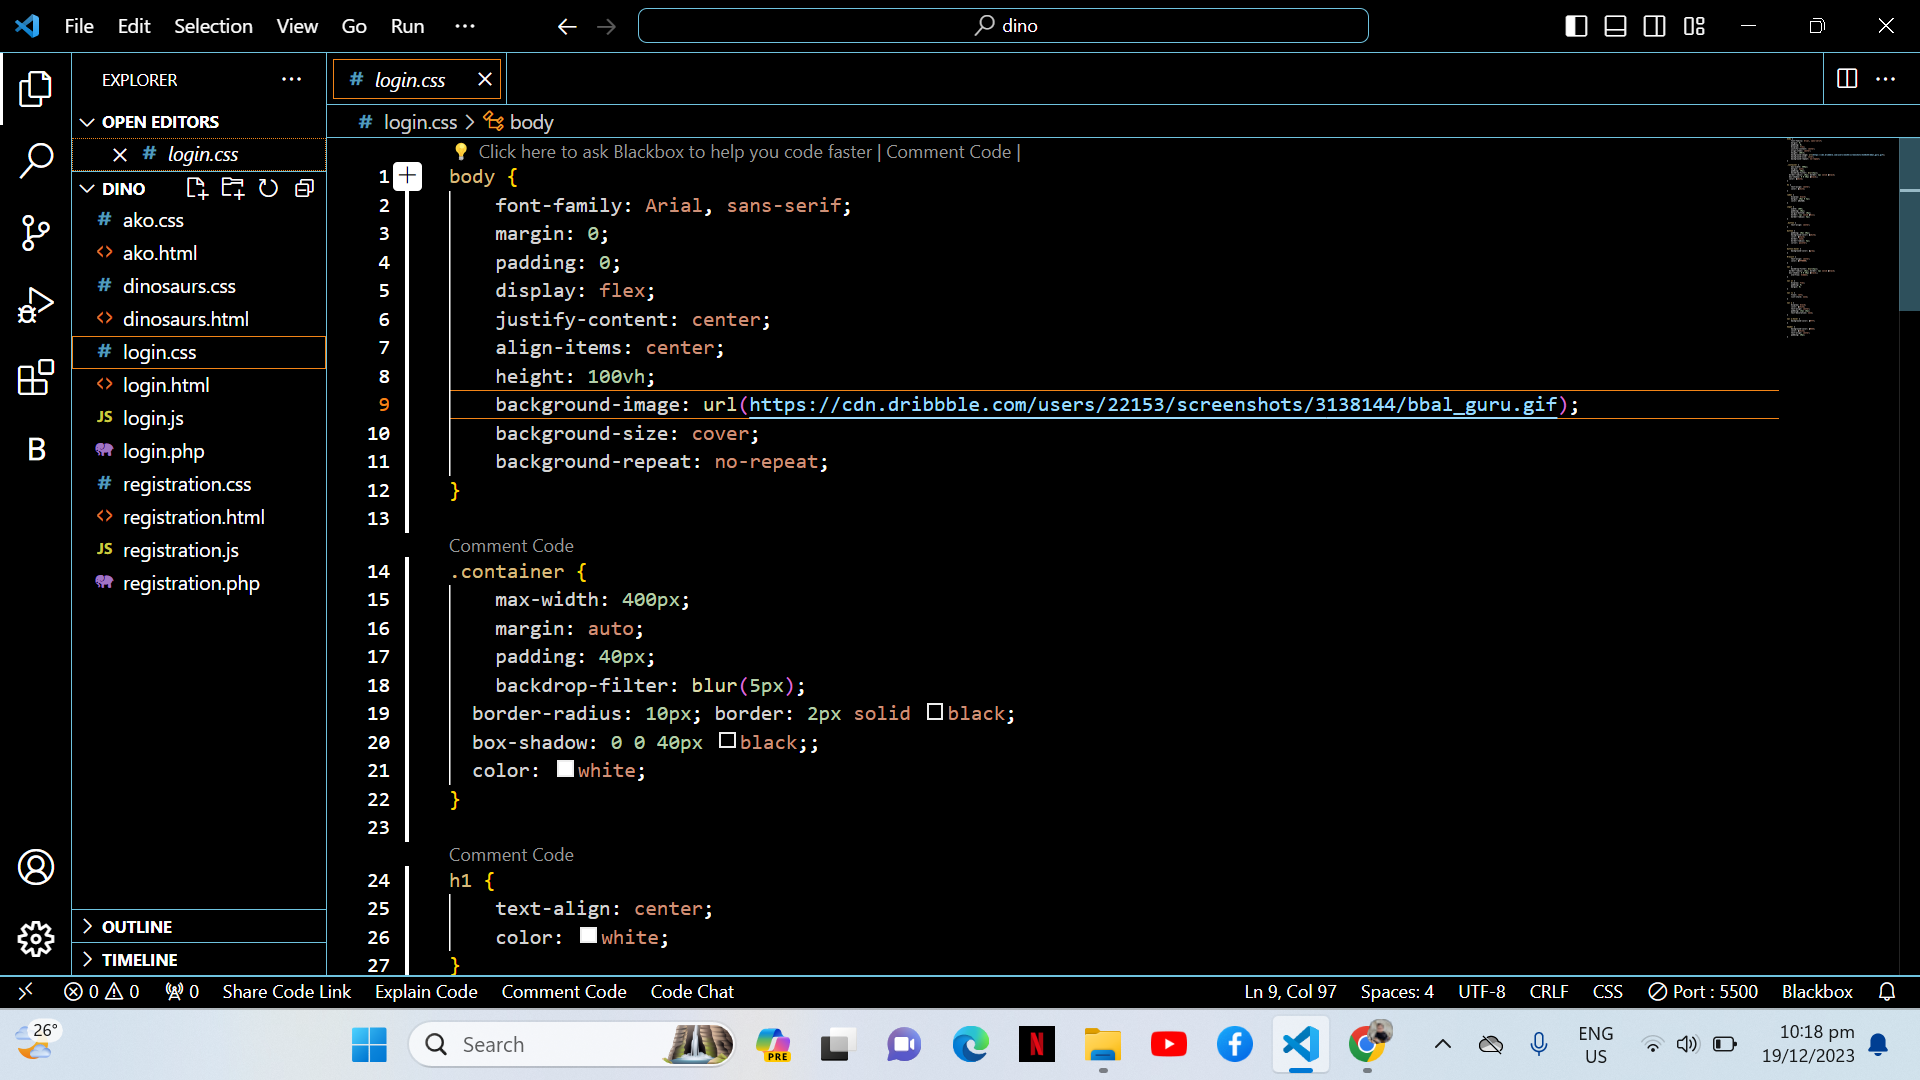 File Edit Selection View Go Run ··· dino
EXPLORER ···
OPEN EDITORS
# login.css
DINO
# ako.css
<> ako.html
# dinosaurs.css
<> dinosaurs.html
# login.css
<> login.html
JS login.js
login.php
# registration.css
<> registration.html
JS registration.js
registration.php
OUTLINE
TIMELINE
B
# login.css
# login.css > body
Click here to ask Blackbox to help you code faster | Comment Code |
1 body {
2 font-family: Arial, sans-serif;
3 margin: 0;
4 padding: 0;
5 display: flex;
6 justify-content: center;
7 align-items: center;
8 height: 100vh;
9 background-image: url(https://cdn.dribbble.com/users/22153/screenshots/3138144/bbal_guru.gif);
10 background-size: cover;
11 background-repeat: no-repeat;
12 }
13
Comment Code
14 .container {
15 max-width: 400px;
16 margin: auto;
17 padding: 40px;
18 backdrop-filter: blur(5px);
19 border-radius: 10px; border: 2px solid black;
20 box-shadow: 0 0 40px black;;
21 color: white;
22 }
23
Comment Code
24 h1 {
25 text-align: center;
26 color: white;
27 }
0 0 0 Share Code Link Explain Code Comment Code Code Chat Ln 9, Col 97 Spaces: 4 UTF-8 CRLF CSS Port : 5500 Blackbox
26° Search PRE N ENG 10:18 pm
US 19/12/2023